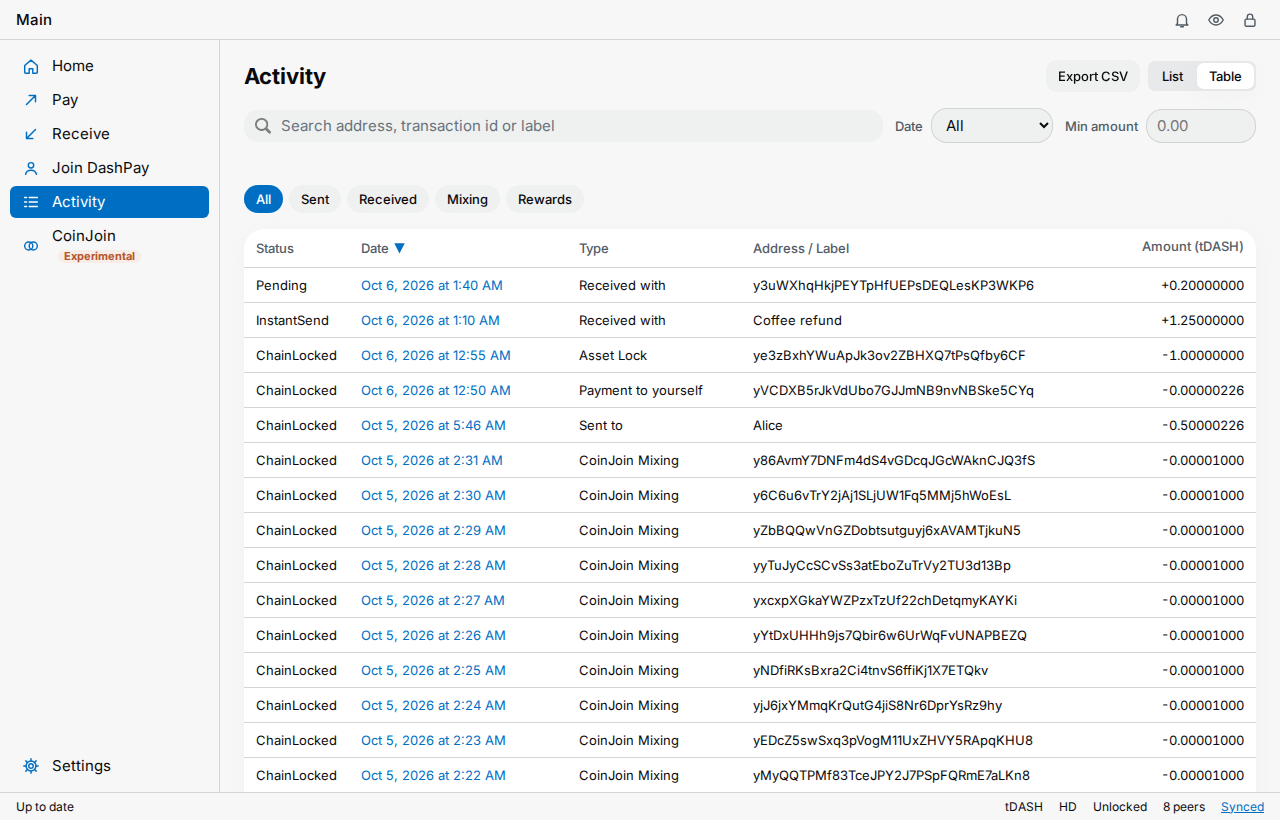 Main
Home
Pay
Receive
Join DashPay
Activity
CoinJoin
Experimental
Settings
Activity
Export CSV
List Table
Search address, transaction id or label
Date All Min amount 0.00
All Sent Received Mixing Rewards
Status Date ▼ Type Address / Label Amount (tDASH)
Pending Oct 6, 2026 at 1:40 AM Received with y3uWXhqHkjPEYTpHfUEPsDEQLesKP3WKP6 +0.20000000
InstantSend Oct 6, 2026 at 1:10 AM Received with Coffee refund +1.25000000
ChainLocked Oct 6, 2026 at 12:55 AM Asset Lock ye3zBxhYWuApJk3ov2ZBHXQ7tPsQfby6CF -1.00000000
ChainLocked Oct 6, 2026 at 12:50 AM Payment to yourself yVCDXB5rJkVdUbo7GJJmNB9nvNBSke5CYq -0.00000226
ChainLocked Oct 5, 2026 at 5:46 AM Sent to Alice -0.50000226
ChainLocked Oct 5, 2026 at 2:31 AM CoinJoin Mixing y86AvmY7DNFm4dS4vGDcqJGcWAknCJQ3fS -0.00001000
ChainLocked Oct 5, 2026 at 2:30 AM CoinJoin Mixing y6C6u6vTrY2jAj1SLjUW1Fq5MMj5hWoEsL -0.00001000
ChainLocked Oct 5, 2026 at 2:29 AM CoinJoin Mixing yZbBQQwVnGZDobtsutguyj6xAVAMTjkuN5 -0.00001000
ChainLocked Oct 5, 2026 at 2:28 AM CoinJoin Mixing yyTuJyCcSCvSs3atEboZuTrVy2TU3d13Bp -0.00001000
ChainLocked Oct 5, 2026 at 2:27 AM CoinJoin Mixing yxcxpXGkaYWZPzxTzUf22chDetqmyKAYKi -0.00001000
ChainLocked Oct 5, 2026 at 2:26 AM CoinJoin Mixing yYtDxUHHh9js7Qbir6w6UrWqFvUNAPBEZQ -0.00001000
ChainLocked Oct 5, 2026 at 2:25 AM CoinJoin Mixing yNDfiRKsBxra2Ci4tnvS6ffiKj1X7ETQkv -0.00001000
ChainLocked Oct 5, 2026 at 2:24 AM CoinJoin Mixing yjJ6jxYMmqKrQutG4jiS8Nr6DprYsRz9hy -0.00001000
ChainLocked Oct 5, 2026 at 2:23 AM CoinJoin Mixing yEDcZ5swSxq3pVogM11UxZHVY5RApqKHU8 -0.00001000
ChainLocked Oct 5, 2026 at 2:22 AM CoinJoin Mixing yMyQQTPMf83TceJPY2J7PSpFQRmE7aLKn8 -0.00001000
Up to date tDASH HD Unlocked 8 peers Synced